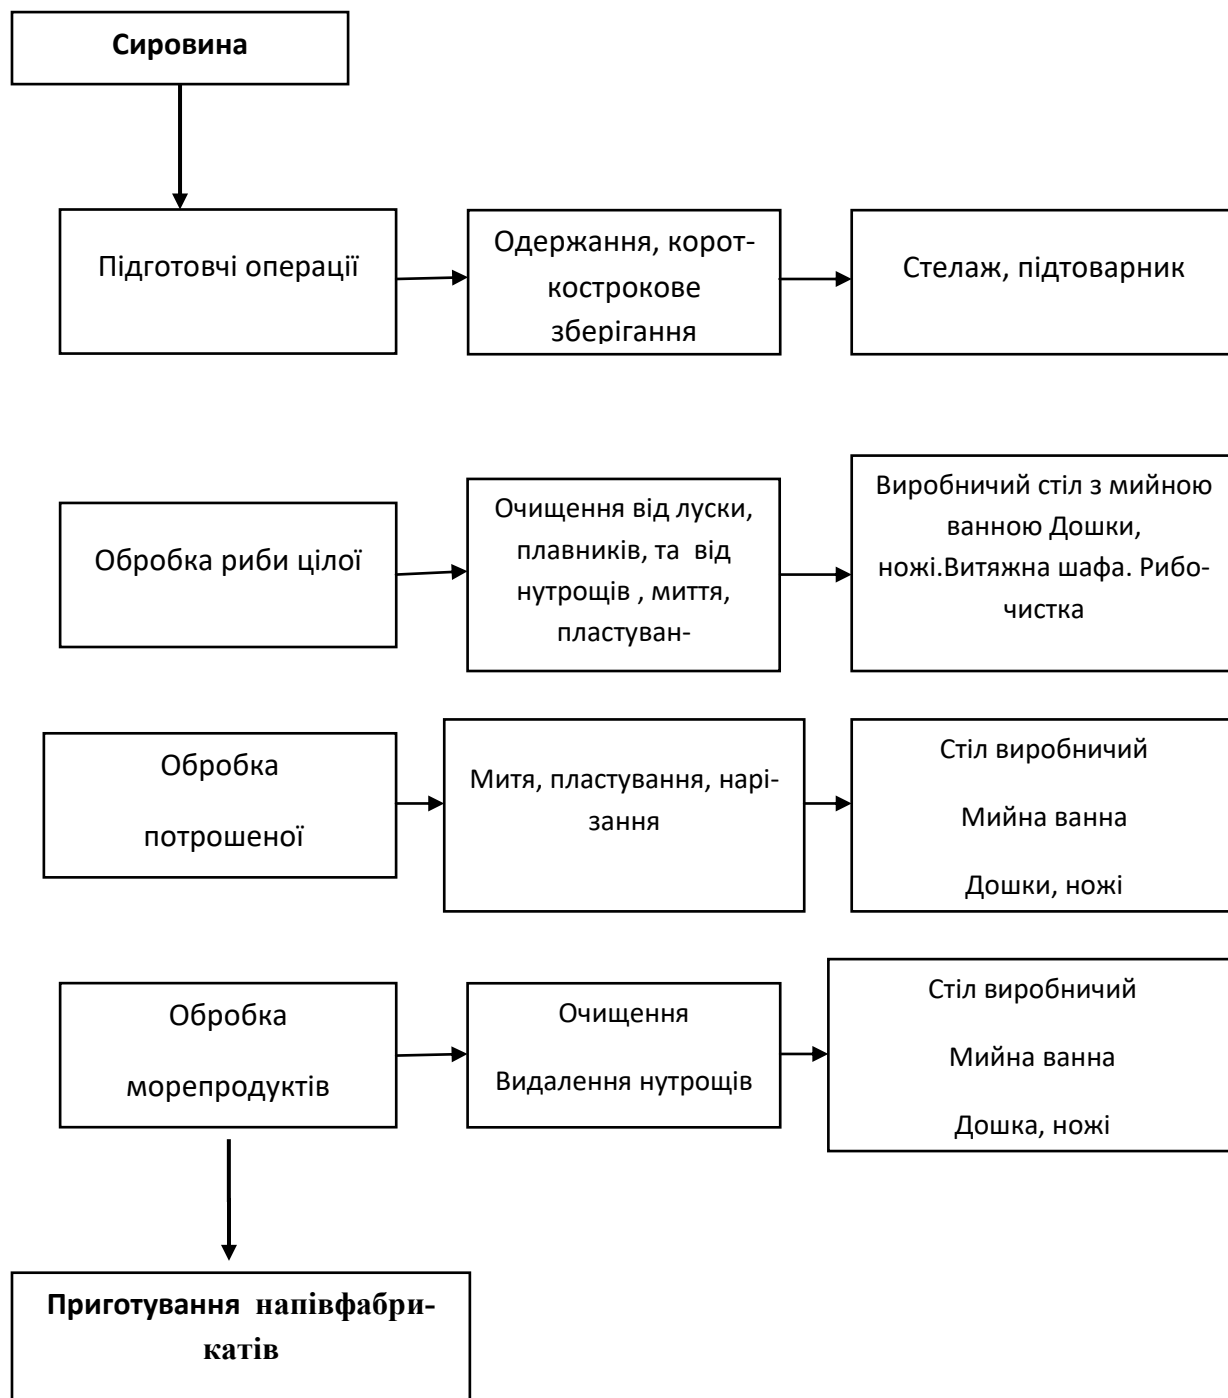 Сировина
Підготовчі операції
Одержання, корот-
кострокове
зберігання
Стелаж, підтоварник
Обробка риби цілої
Очищення від луски,
плавників, та від
нутрощів , миття,
пластуван-
Виробничий стіл з мийною
ванною Дошки,
ножі.Витяжна шафа. Рибо-
чистка
Обробка
потрошеної
Митя, пластування, нарі-
зання
Стіл виробничий
Мийна ванна
Дошки, ножі
Обробка
морепродуктів
Очищення
Видалення нутрощів
Стіл виробничий
Мийна ванна
Дошка, ножі
Приготування напівфабри-
катів